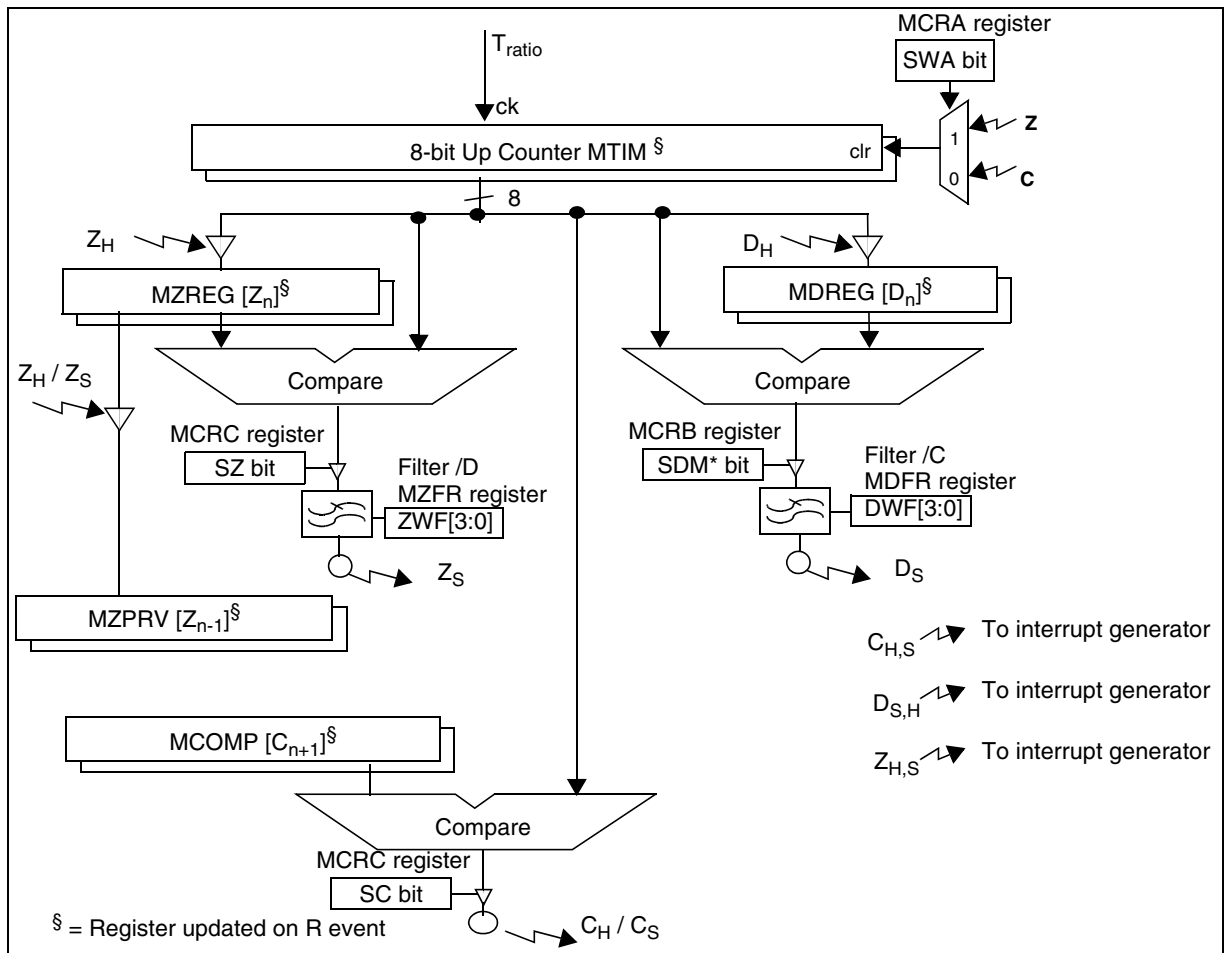 MCRA register
SWA bit
T_ratio
ck
8-bit Up Counter MTIM §
clr
1
0
Z
C
8
Z_H
MZREG [Z_n]§
D_H
MDREG [D_n]§
Compare
Compare
Z_H / Z_S
MCRC register
SZ bit
Filter /D
MZFR register
ZWF[3:0]
Z_S
MCRB register
SDM* bit
Filter /C
MDFR register
DWF[3:0]
D_S
MZPRV [Z_n-1]§
C_H,S To interrupt generator
D_S,H To interrupt generator
Z_H,S To interrupt generator
MCOMP [C_n+1]§
Compare
MCRC register
SC bit
C_H / C_S
§ = Register updated on R event